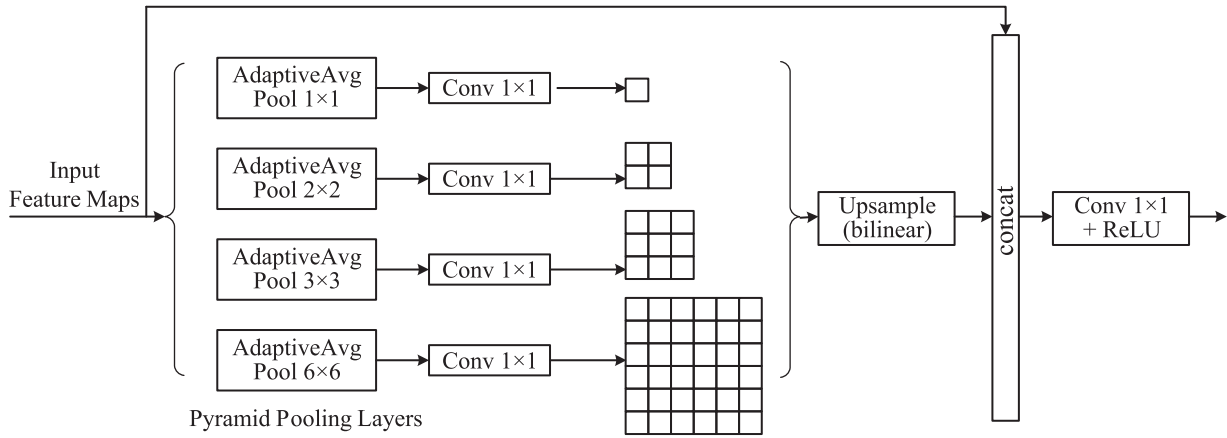 Input
Feature Maps
AdaptiveAvg
Pool 1×1
Conv 1×1
AdaptiveAvg
Pool 2×2
Conv 1×1
AdaptiveAvg
Pool 3×3
Conv 1×1
AdaptiveAvg
Pool 6×6
Conv 1×1
Pyramid Pooling Layers
Upsample
(bilinear)
concat
Conv 1×1
+ ReLU